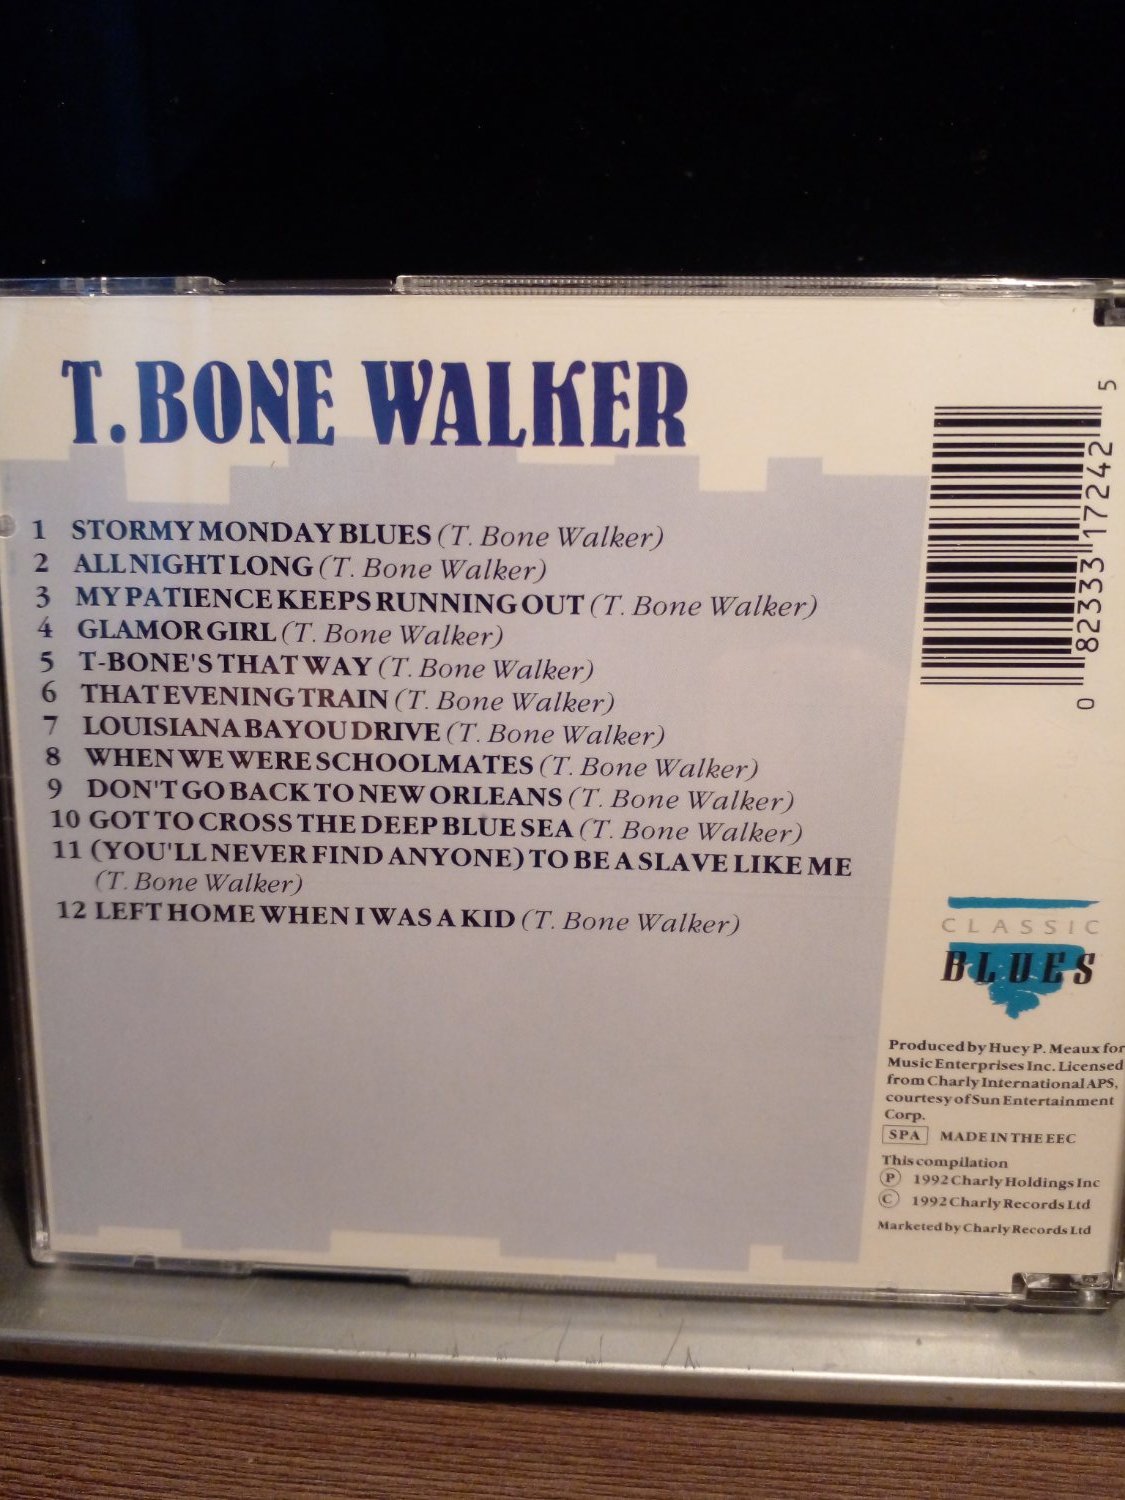 T. BONE WALKER
1 STORMY MONDAY BLUES (T. Bone Walker)
2 ALL NIGHT LONG (T. Bone Walker)
3 MY PATIENCE KEEPS RUNNING OUT (T. Bone Walker)
4 GLAMOR GIRL (T. Bone Walker)
5 T-BONE'S THAT WAY (T. Bone Walker)
6 THAT EVENING TRAIN (T. Bone Walker)
7 LOUISIANA BAYOU DRIVE (T. Bone Walker)
8 WHEN WE WERE SCHOOLMATES (T. Bone Walker)
9 DON'T GO BACK TO NEW ORLEANS (T. Bone Walker)
10 GOT TO CROSS THE DEEP BLUE SEA (T. Bone Walker)
11 (YOU'LL NEVER FIND ANYONE) TO BE A SLAVE LIKE ME
(T. Bone Walker)
12 LEFT HOME WHEN I WAS A KID (T. Bone Walker)
0 82333 17242 5
CLASSIC
BLUES
Produced by Huey P. Meaux for
Music Enterprises Inc. Licensed
from Charly International APS,
courtesy of Sun Entertainment
Corp.
SPA MADE IN THE EEC
This compilation
Ⓟ 1992 Charly Holdings Inc
© 1992 Charly Records Ltd
Marketed by Charly Records Ltd